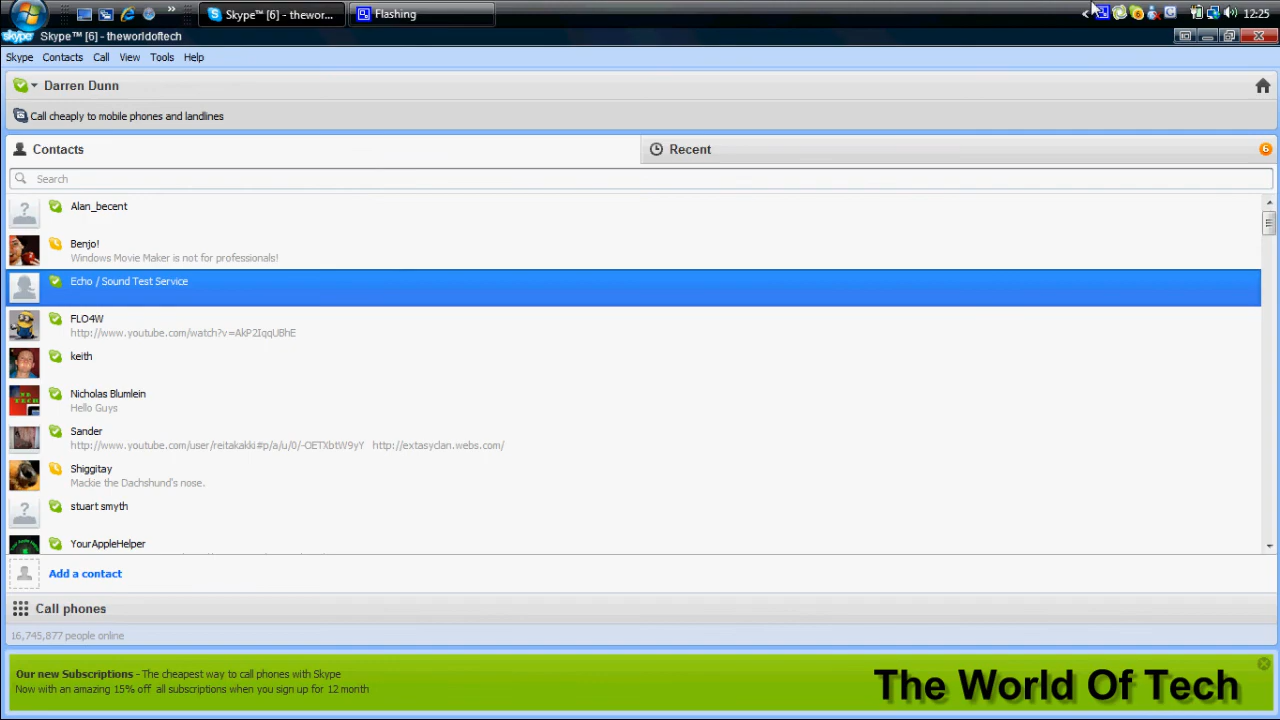 Skype™ [6] - thewor...
Flashing
12:25
Skype™ [6] - theworldoftech
Skype Contacts Call View Tools Help
Darren Dunn
Call cheaply to mobile phones and landlines
Contacts
Recent
6
Search
Alan_becent
Benjo!
Windows Movie Maker is not for professionals!
Echo / Sound Test Service
FLO4W
http://www.youtube.com/watch?v=AkP2IqqUBhE
keith
Nicholas Blumlein
Hello Guys
Sander
http://www.youtube.com/user/reitakakki#p/a/u/0/-OETXbtW9yY http://extasyclan.webs.com/
Shiggitay
Mackie the Dachshund's nose.
stuart smyth
YourAppleHelper
Add a contact
Call phones
16,745,877 people online
Our new Subscriptions - The cheapest way to call phones with Skype
Now with an amazing 15% off all subscriptions when you sign up for 12 month
The World Of Tech